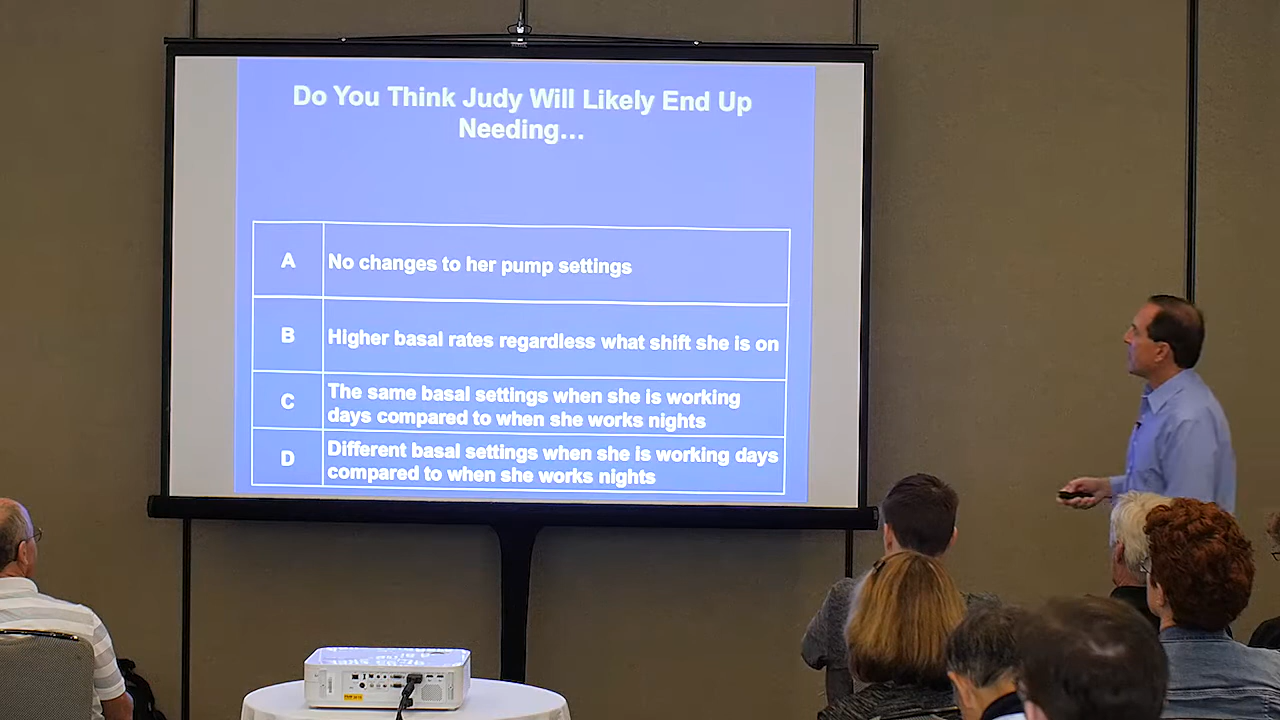 Do You Think Judy Will Likely End Up
Needing...
A
No changes to her pump settings
B
Higher basal rates regardless what shift she is on
C
The same basal settings when she is working
days compared to when she works nights
D
Different basal settings when she is working days
compared to when she works nights